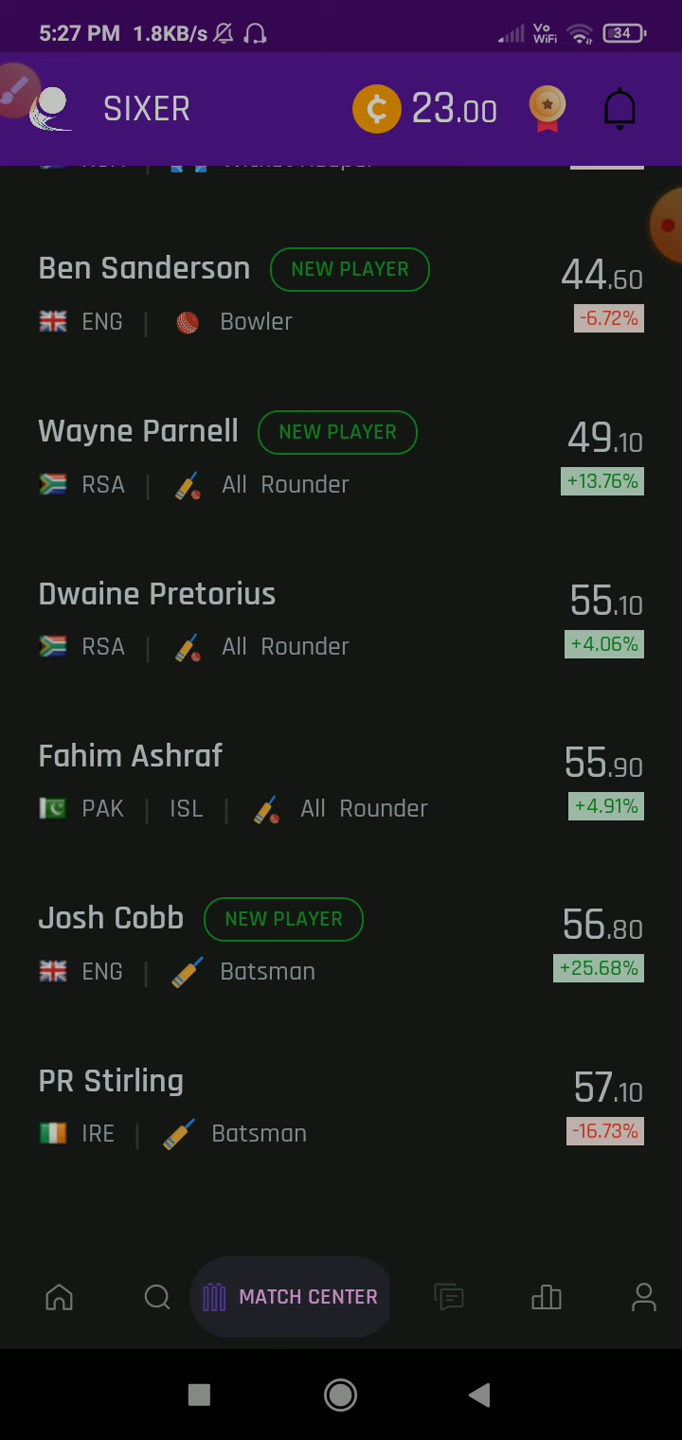 5:27 PM 1.8KB/s Vo WiFi 34
SIXER ¢ 23.00
Ben Sanderson NEW PLAYER 44.60
ENG | Bowler -6.72%
Wayne Parnell NEW PLAYER 49.10
RSA | All Rounder +13.76%
Dwaine Pretorius 55.10
RSA | All Rounder +4.06%
Fahim Ashraf 55.90
PAK | ISL | All Rounder +4.91%
Josh Cobb NEW PLAYER 56.80
ENG | Batsman +25.68%
PR Stirling 57.10
IRE | Batsman -16.73%
MATCH CENTER